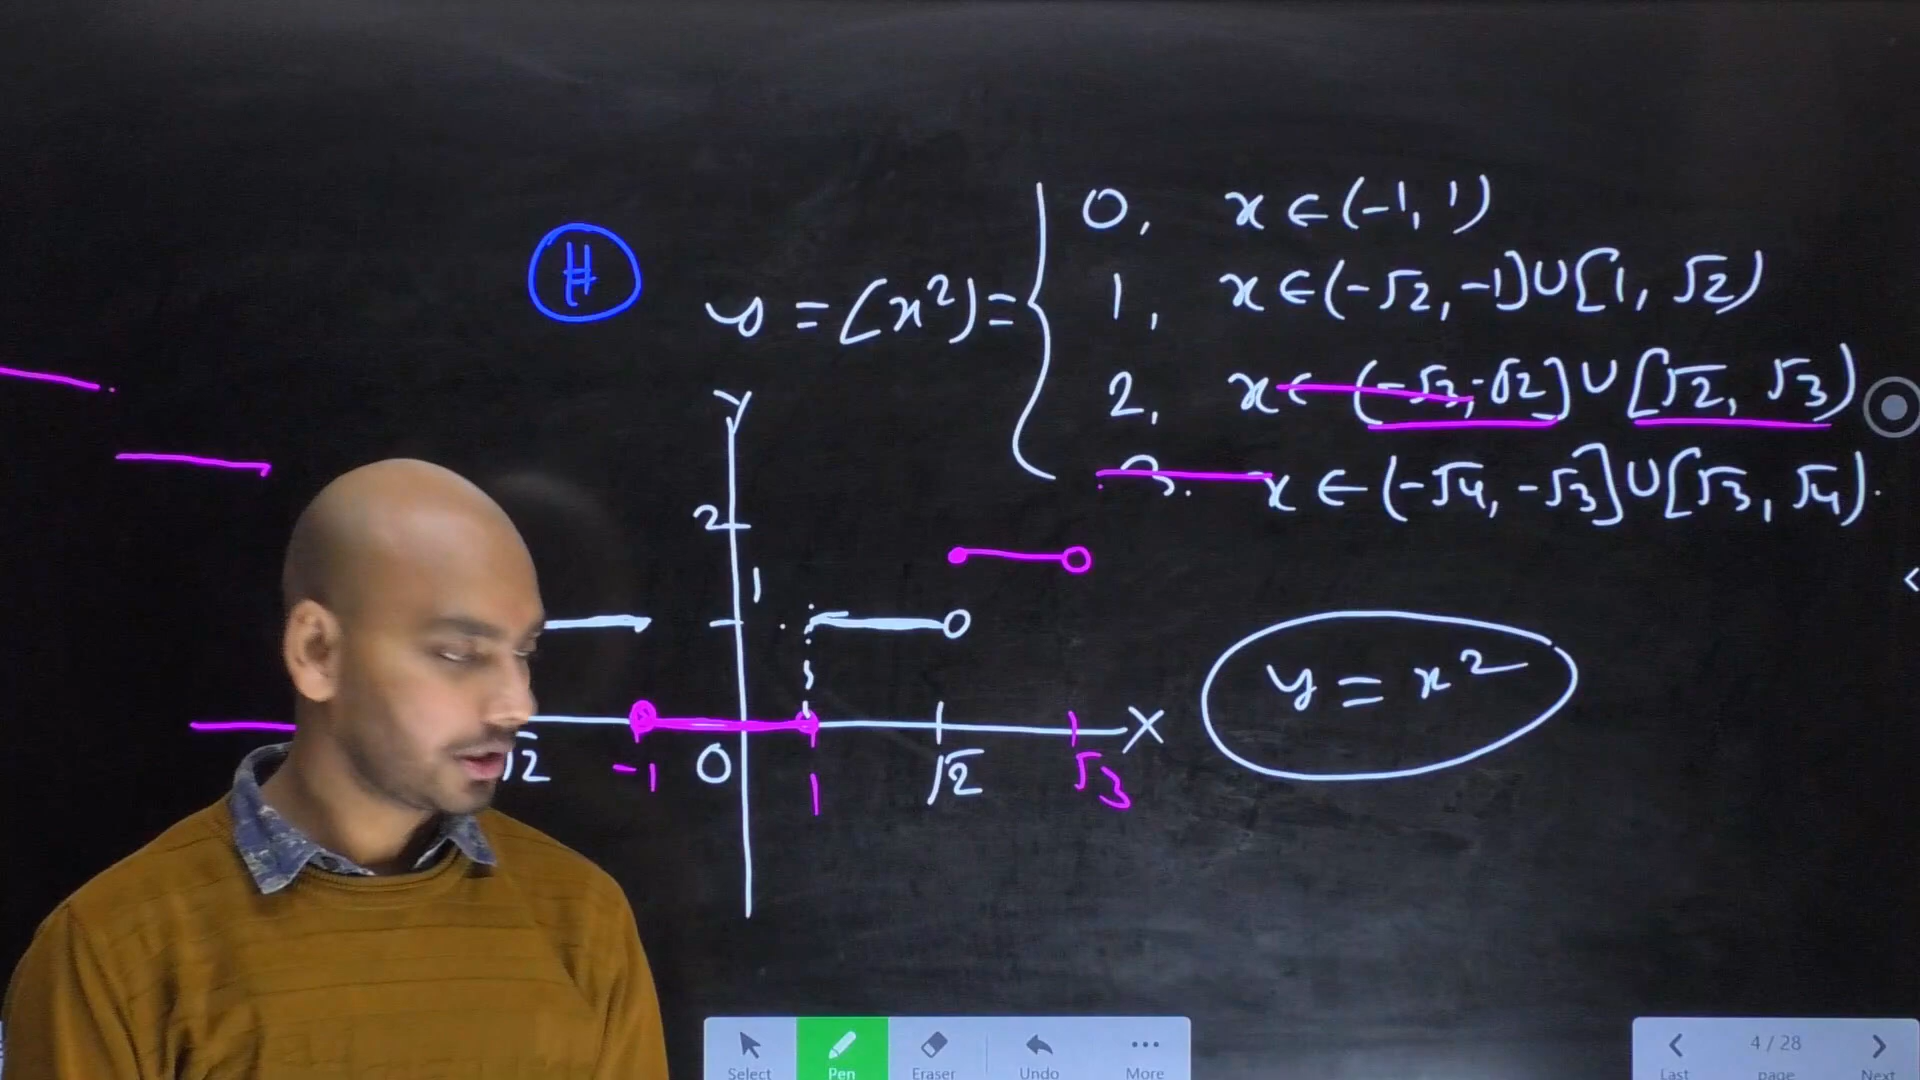 H
y = [x²] =
0, x ∈ (-1, 1)
1, x ∈ (-√2, -1] ∪ [1, √2)
2, x ∈ (-√3, -√2] ∪ [√2, √3)
3. x ∈ (-√4, -√3] ∪ [√3, √4).
Y
2
1
y = x²
X
√2 -1 0 1 √2 √3
Select Pen Eraser Undo More
Last 4 / 28 page Next